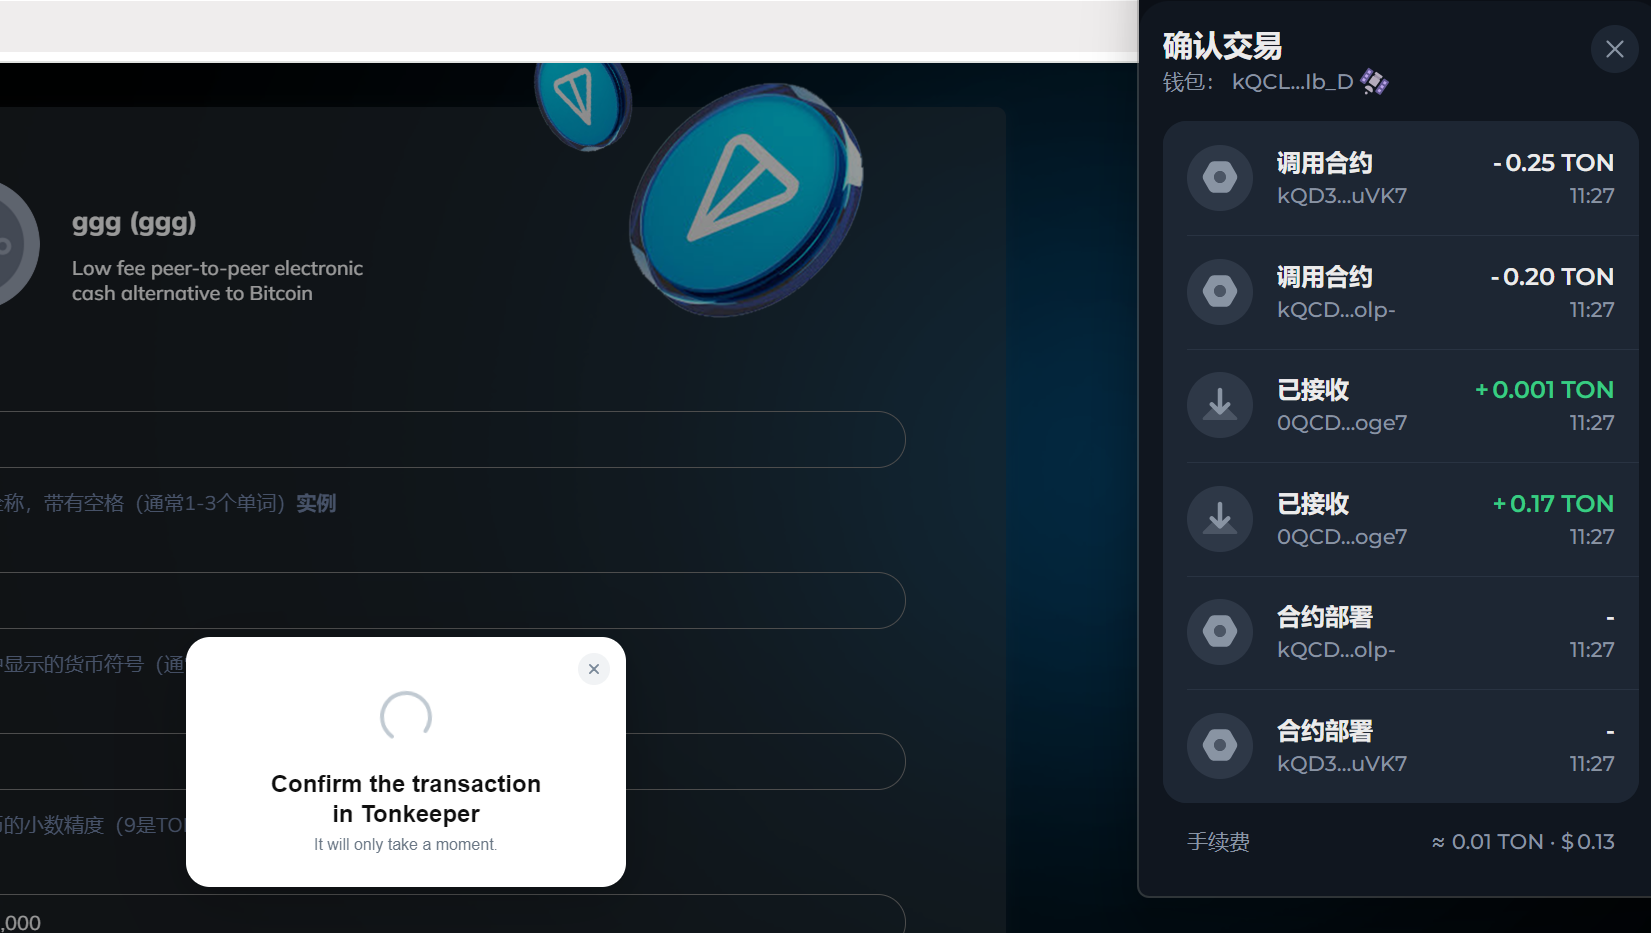 ggg (ggg)
Low fee peer-to-peer electronic
cash alternative to Bitcoin
称，带有空格（通常1-3个单词）实例
显示的货币符号（通
的小数精度（9是TO
,000
Confirm the transaction
in Tonkeeper
It will only take a moment.
确认交易
钱包： kQCL...Ib_D
调用合约 -0.25 TON
kQD3...uVK7 11:27
调用合约 -0.20 TON
kQCD...olp- 11:27
已接收 +0.001 TON
0QCD...oge7 11:27
已接收 +0.17 TON
0QCD...oge7 11:27
合约部署 -
kQCD...olp- 11:27
合约部署 -
kQD3...uVK7 11:27
手续费 ≈ 0.01 TON · $0.13